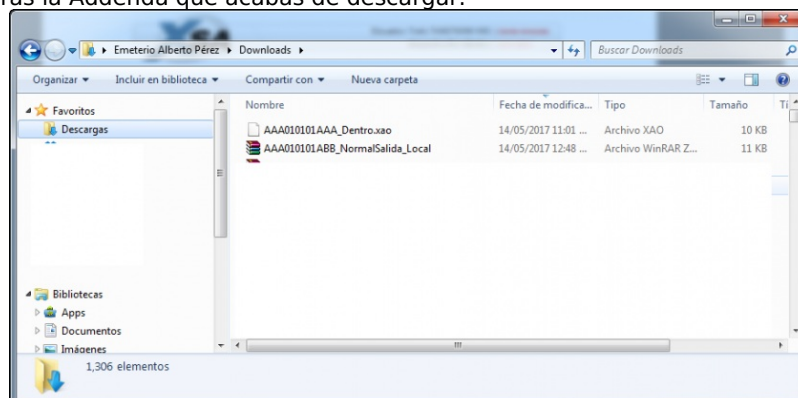 rás la Addenda que acabas de descargar:
Emeterio Alberto Pérez Downloads
Buscar Downloads
Organizar Incluir en biblioteca Compartir con Nueva carpeta
Favoritos
Descargas
Nombre Fecha de modifica... Tipo Tamaño Ti
AAA010101AAA_Dentro.xao 14/05/2017 11:01 ... Archivo XAO 10 KB
AAA010101ABB_NormalSalida_Local 14/05/2017 12:48 ... Archivo WinRAR Z... 11 KB
Bibliotecas
Apps
Documentos
Imágenes
1,306 elementos